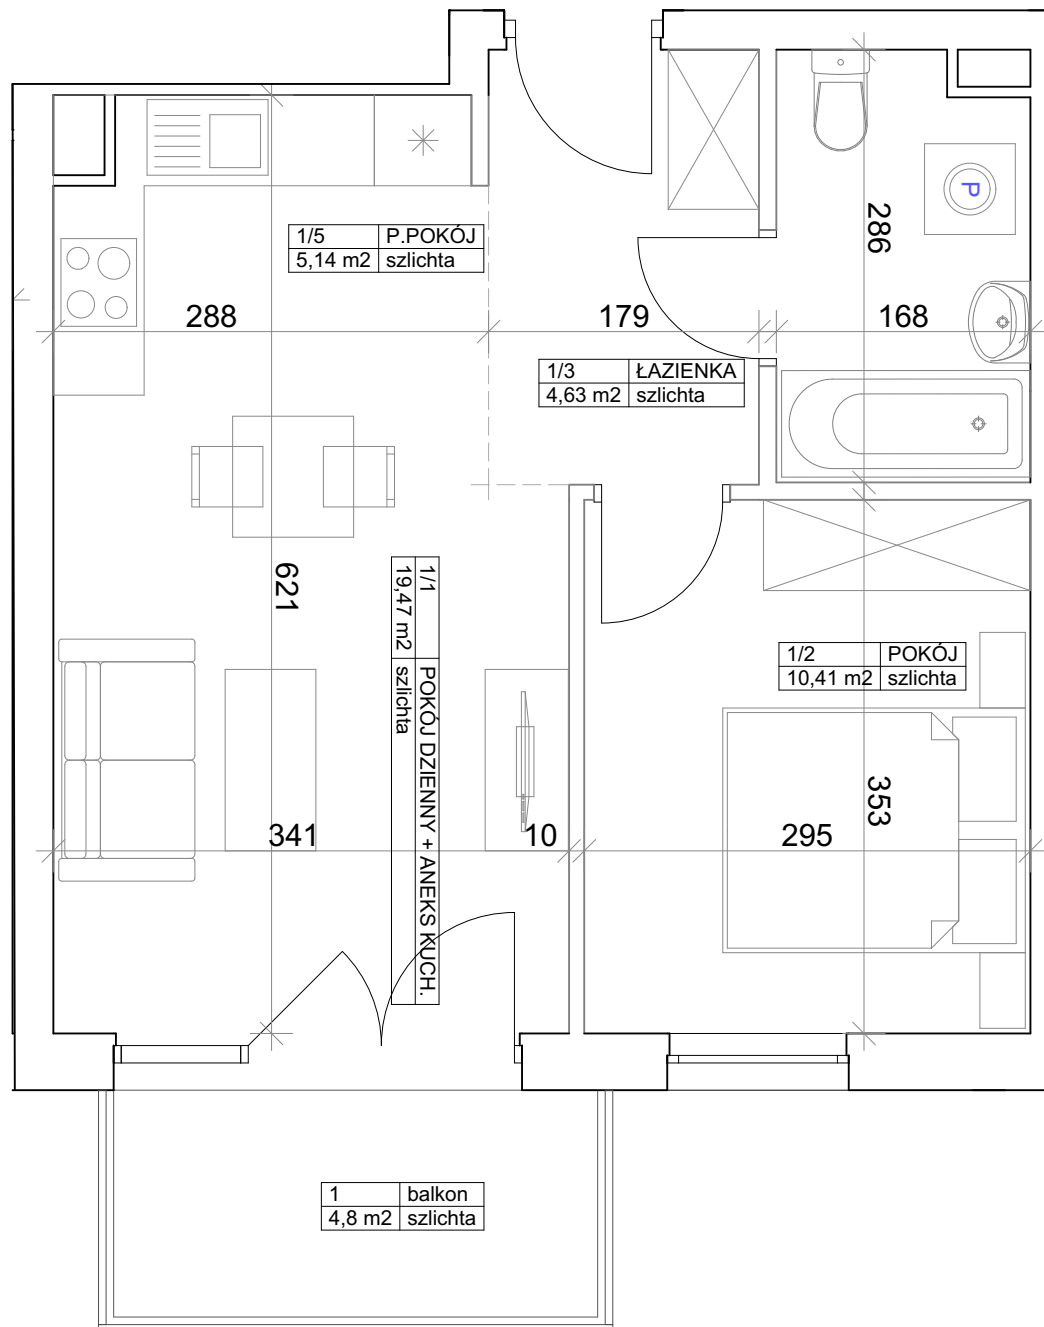 P
286
1/5 P.POKÓJ
5,14 m2 szlichta
288
179
168
1/3 ŁAZIENKA
4,63 m2 szlichta
621
1/1 POKÓJ DZIENNY + ANEKS KUCH.
19,47 m2 szlichta
1/2 POKÓJ
10,41 m2 szlichta
353
341
10
295
1 balkon
4,8 m2 szlichta